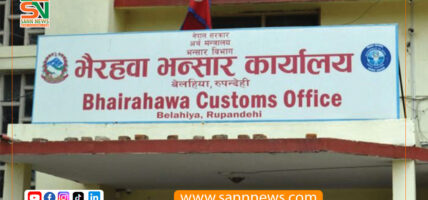 SN
SANN NEWS
नेपाल सरकार
अर्थ मन्त्रालय
भन्सार विभाग
भैरहवा भन्सार कार्यालय
बेलहिया, रुपन्देही
Bhairahawa Customs Office
Belahiya, Rupandehi
www.sannnews.com